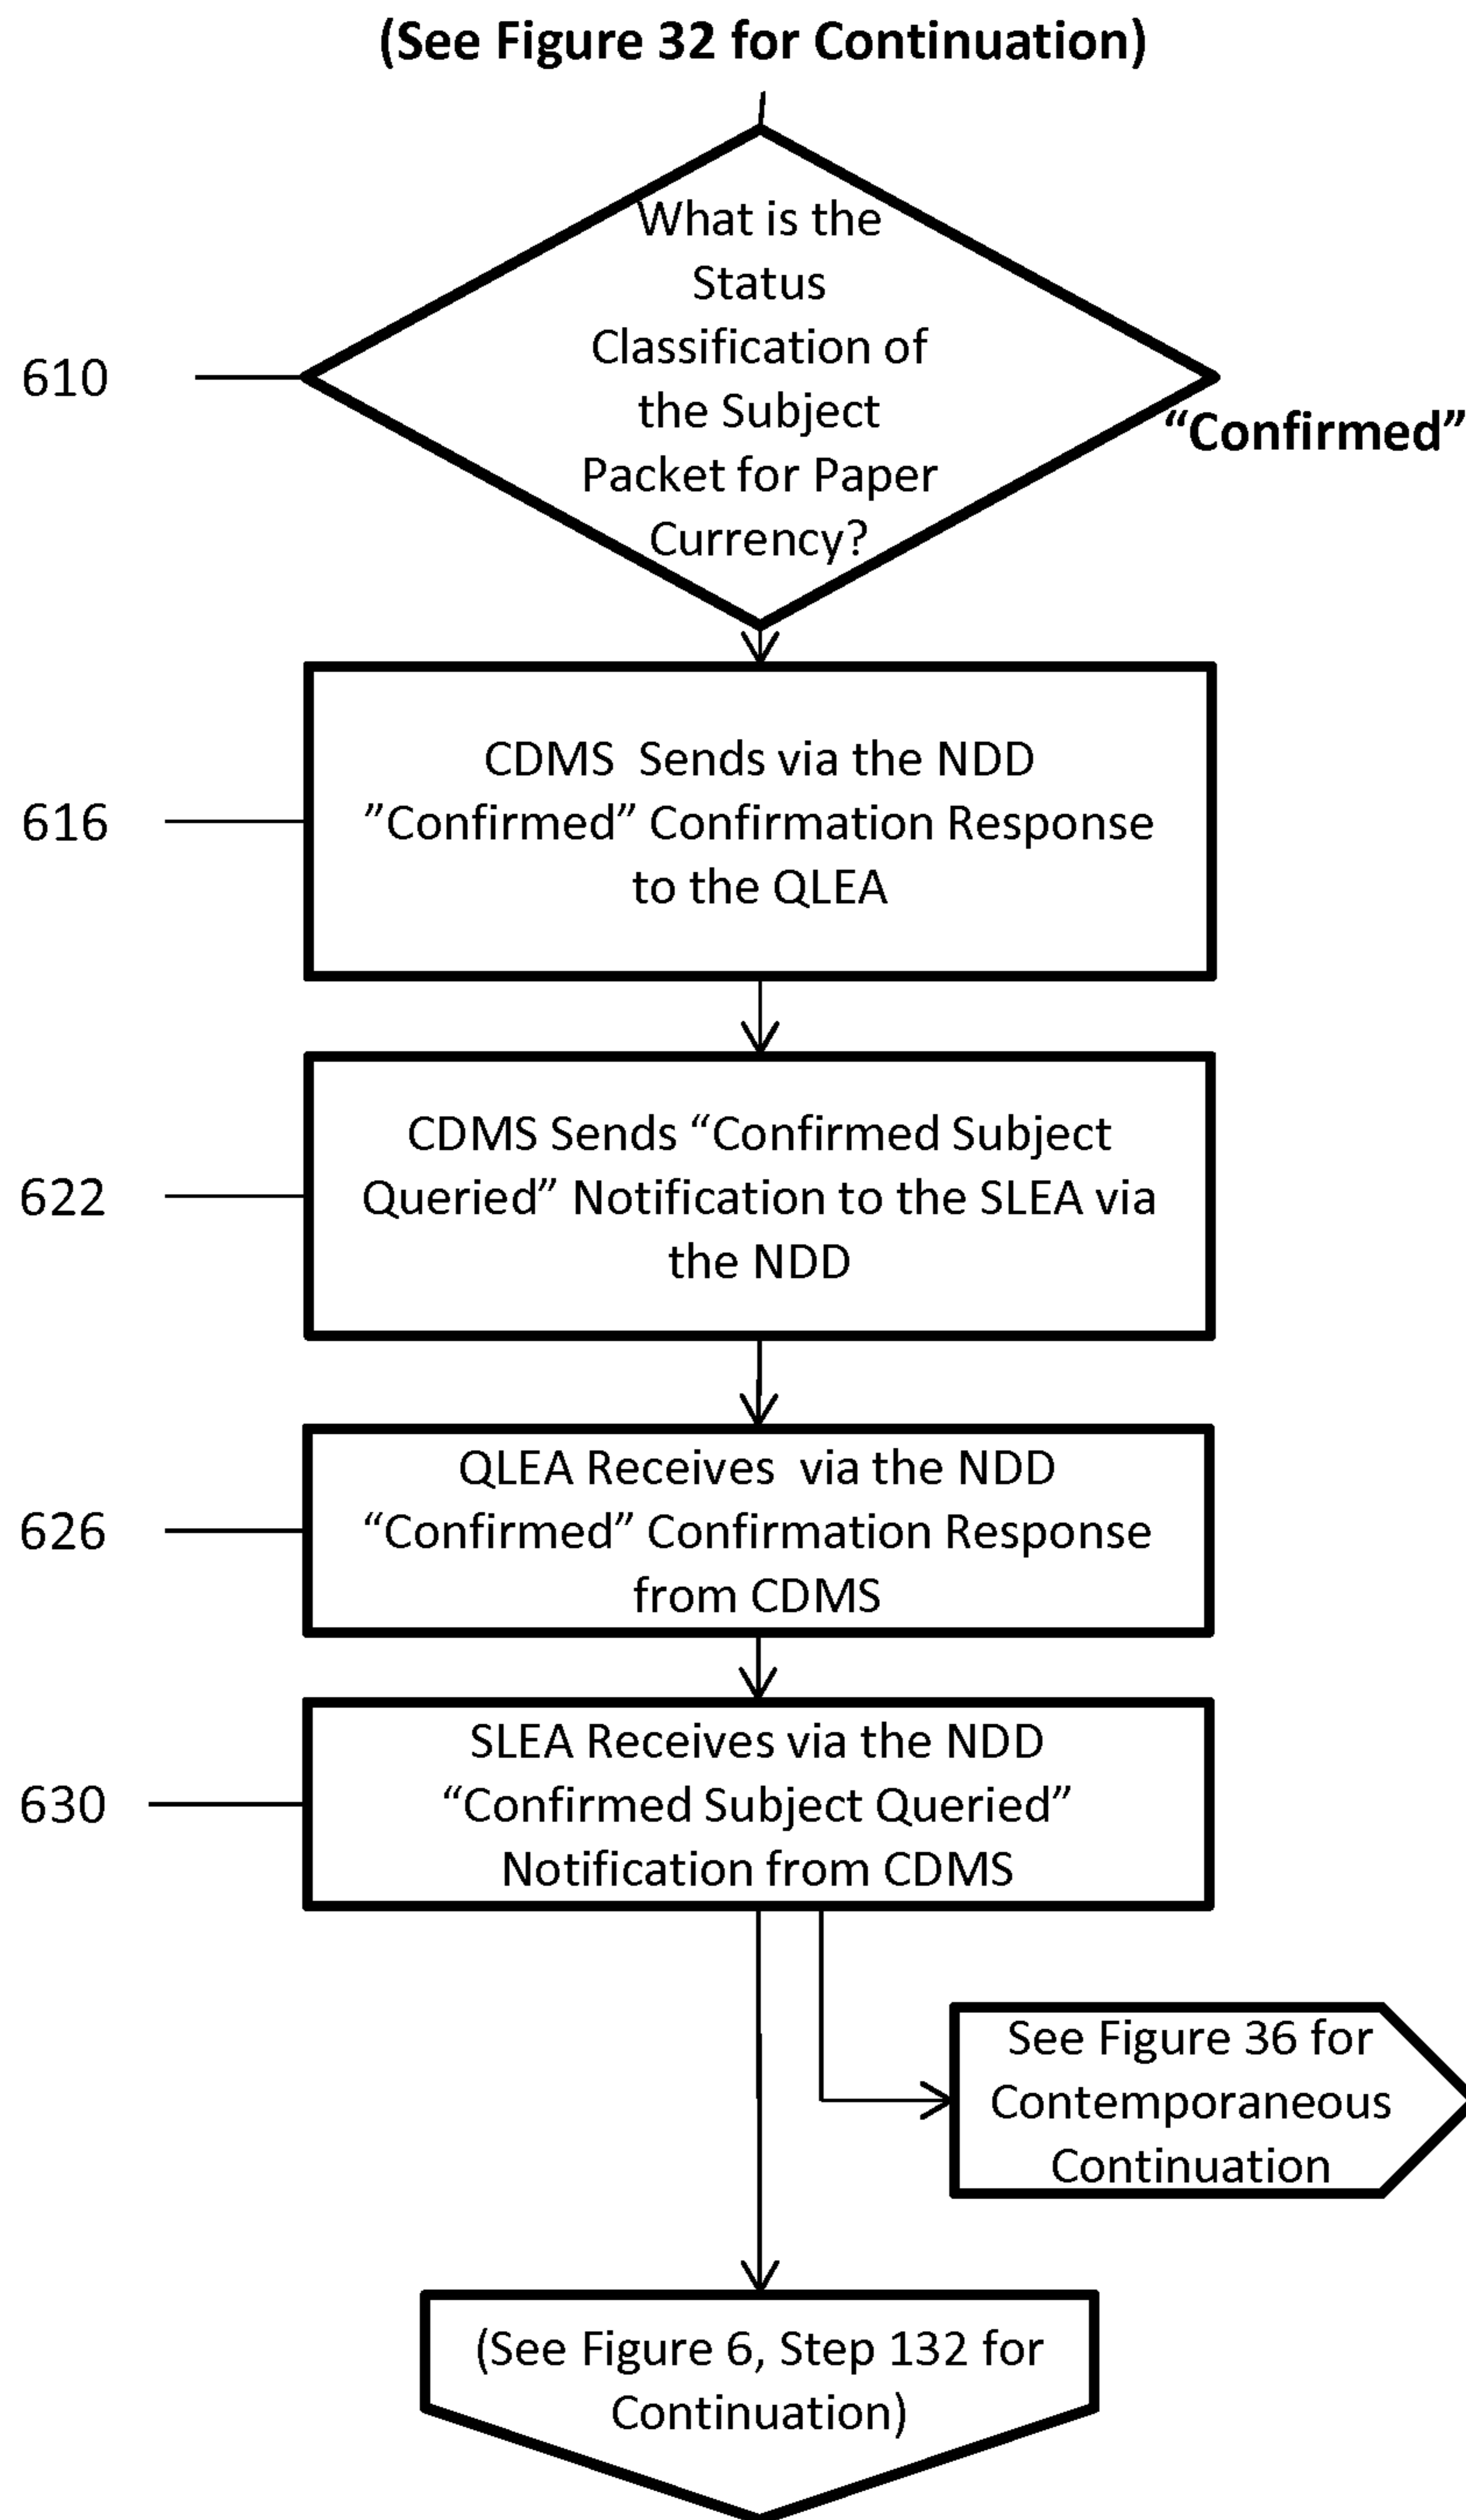 (See Figure 32 for Continuation)
What is the
Status
Classification of
the Subject
Packet for Paper
Currency?
610
“Confirmed”
CDMS Sends via the NDD
”Confirmed” Confirmation Response
to the QLEA
616
CDMS Sends “Confirmed Subject
Queried” Notification to the SLEA via
the NDD
622
QLEA Receives via the NDD
“Confirmed” Confirmation Response
from CDMS
626
SLEA Receives via the NDD
“Confirmed Subject Queried”
Notification from CDMS
630
See Figure 36 for
Contemporaneous
Continuation
(See Figure 6, Step 132 for
Continuation)